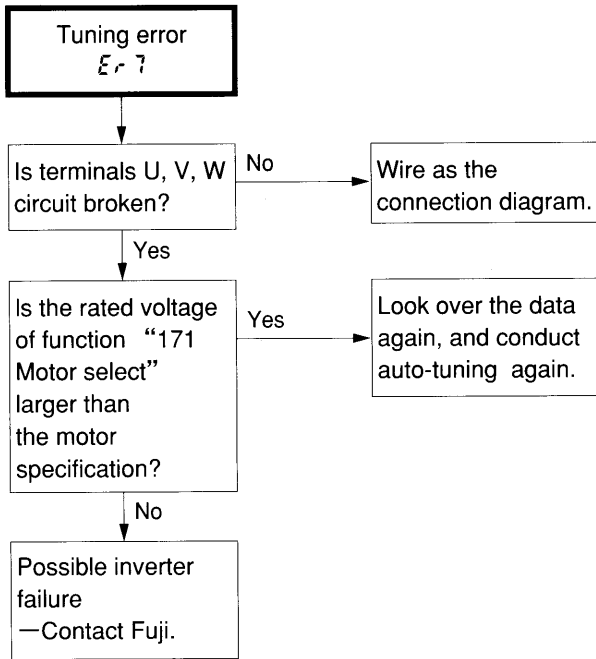 Tuning error
Er7
Is terminals U, V, W
circuit broken?
No
Wire as the
connection diagram.
Yes
Is the rated voltage
of function “171
Motor select”
larger than
the motor
specification?
Yes
Look over the data
again, and conduct
auto-tuning again.
No
Possible inverter
failure
—Contact Fuji.